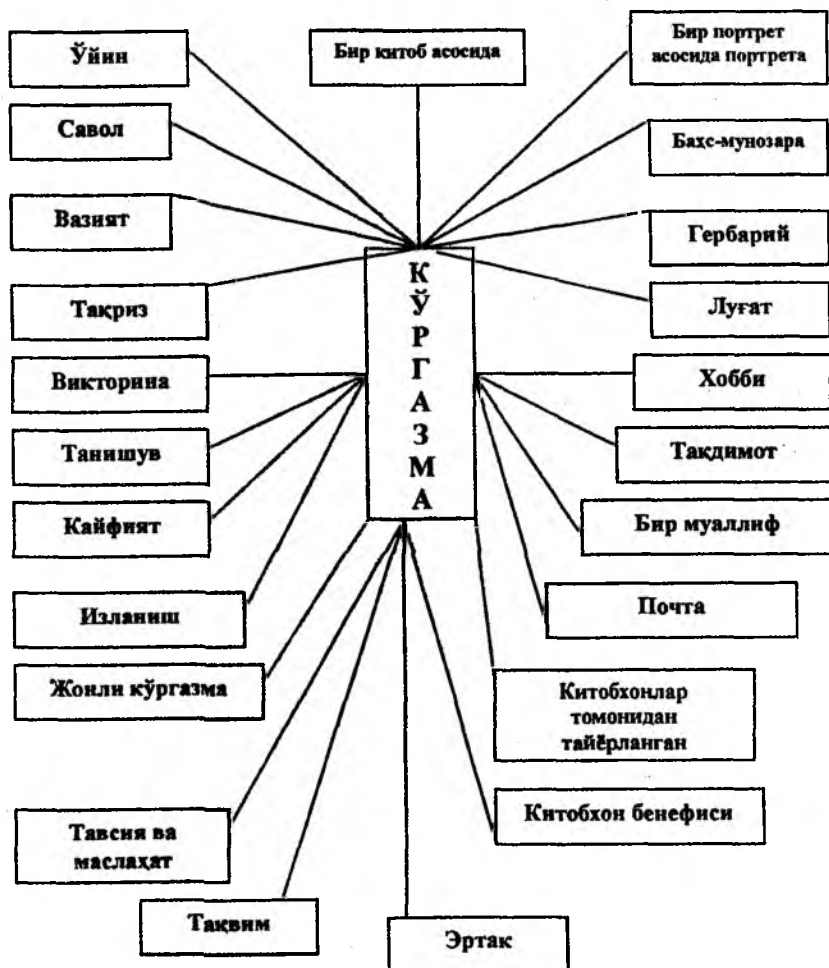 Ўйин
Бир китоб асосида
Бир портрет
асосида портрета
Савол
Баҳс-мунозара
Вазият
Гербарий
Тақриз
Луғат
КЎРГАЗМА
Викторина
Хобби
Танишув
Тақдимот
Кайфият
Бир муаллиф
Изланиш
Почта
Жонли кўргазма
Китобхонлар
томонидан
тайёрланган
Тавсия ва
маслаҳат
Китобхон бенефиси
Тақвим
Эртак